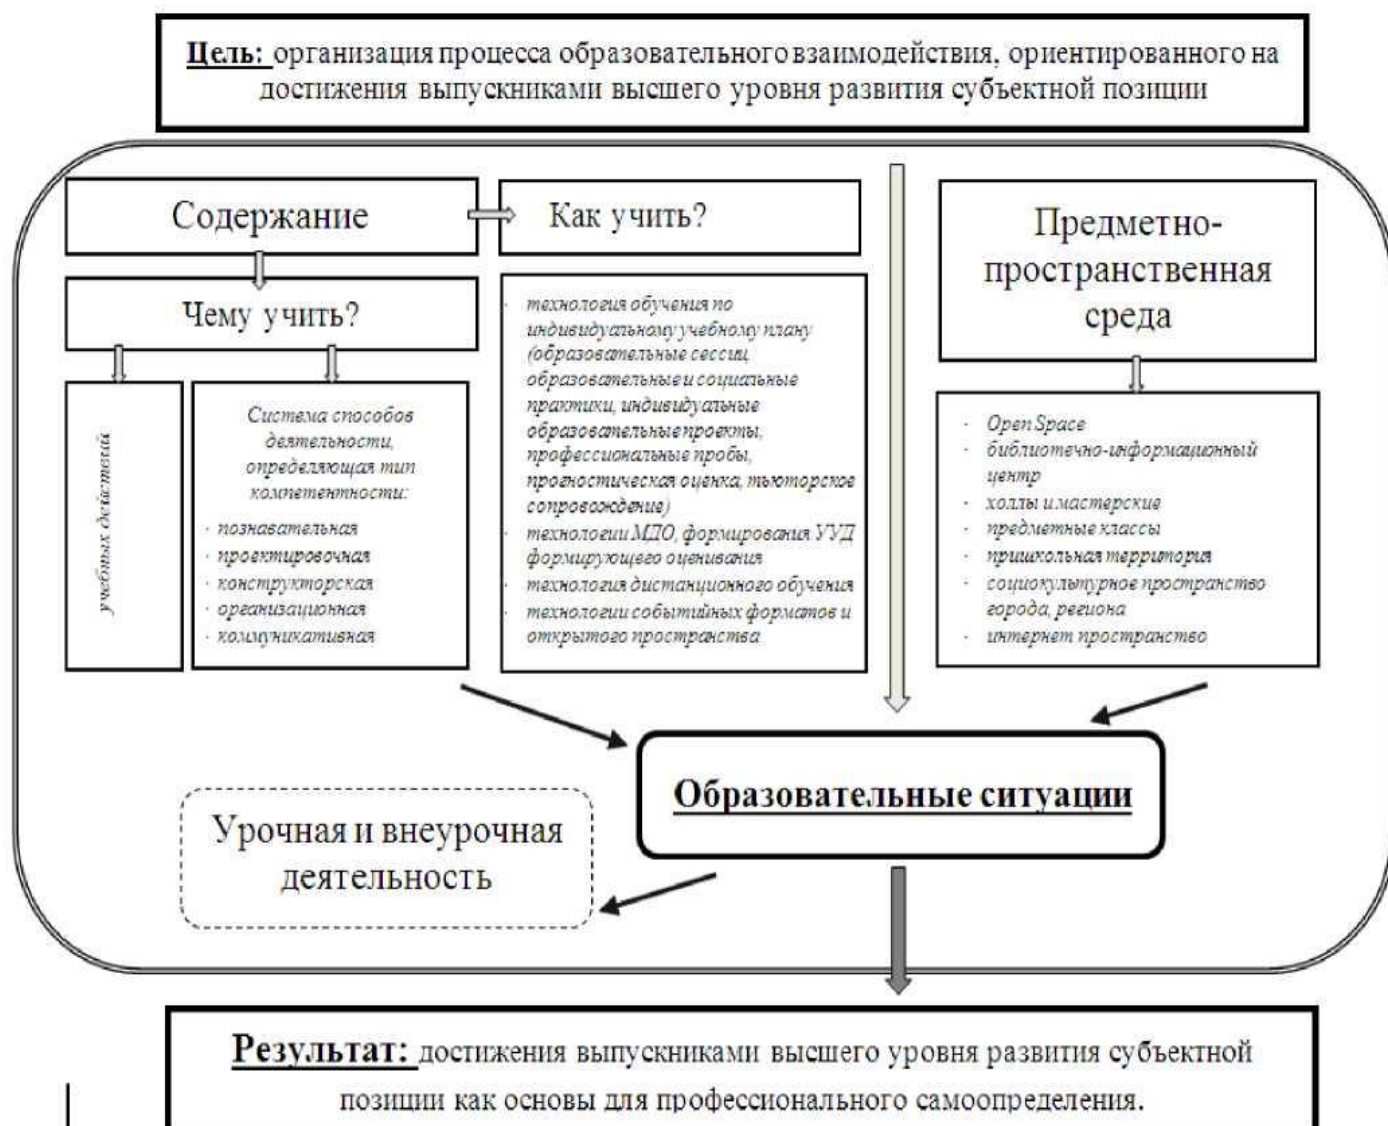 Цель: организация процесса образовательного взаимодействия, ориентированного на
достижения выпускниками высшего уровня развития субъектной позиции
Содержание
Как учить?
Предметно-
пространственная
среда
Чему учить?
учебных действий
Система способов
деятельности,
определяющая тип
компетентности:
· познавательная
· проектировочная
· конструкторская
· организационная
· коммуникативная
· технология обучения по
индивидуальному учебному плану
(образовательные сессии,
образовательные и социальные
практики, индивидуальные
образовательные проекты,
профессиональные пробы,
прогностическая оценка, тьюторское
сопровождение)
· технологии МДО, формирования УУД
формирующего оценивания
· технология дистанционного обучения
· технологии событийных форматов и
открытого пространства
· Open Space
· библиотечно-информационный
центр
· холлы и мастерские
· предметные классы
· пришкольная территория
· социокультурное пространство
города, региона
· интернет пространство
Образовательные ситуации
Урочная и внеурочная
деятельность
Результат: достижения выпускниками высшего уровня развития субъектной
позиции как основы для профессионального самоопределения.